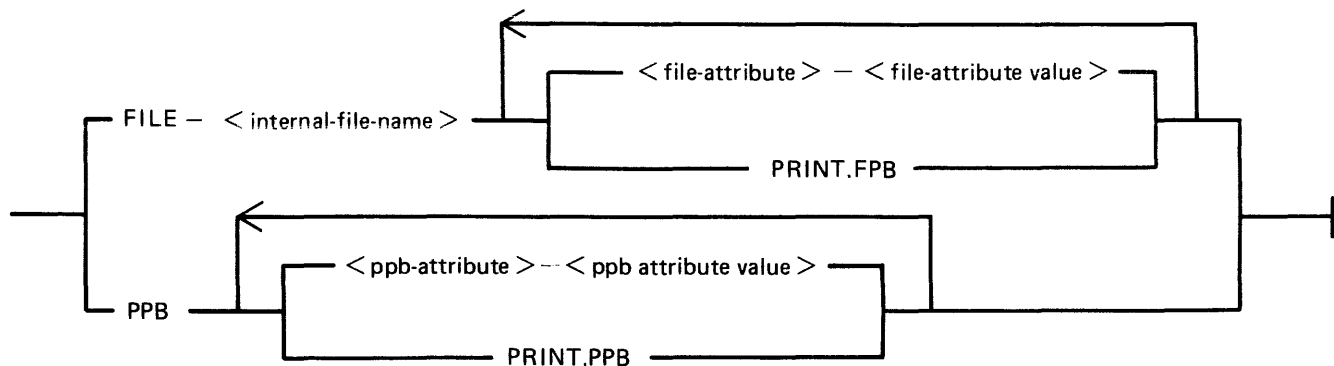 < file-attribute > — < file-attribute value >
FILE — < internal-file-name >
PRINT.FPB
< ppb-attribute > — < ppb attribute value >
PPB
PRINT.PPB